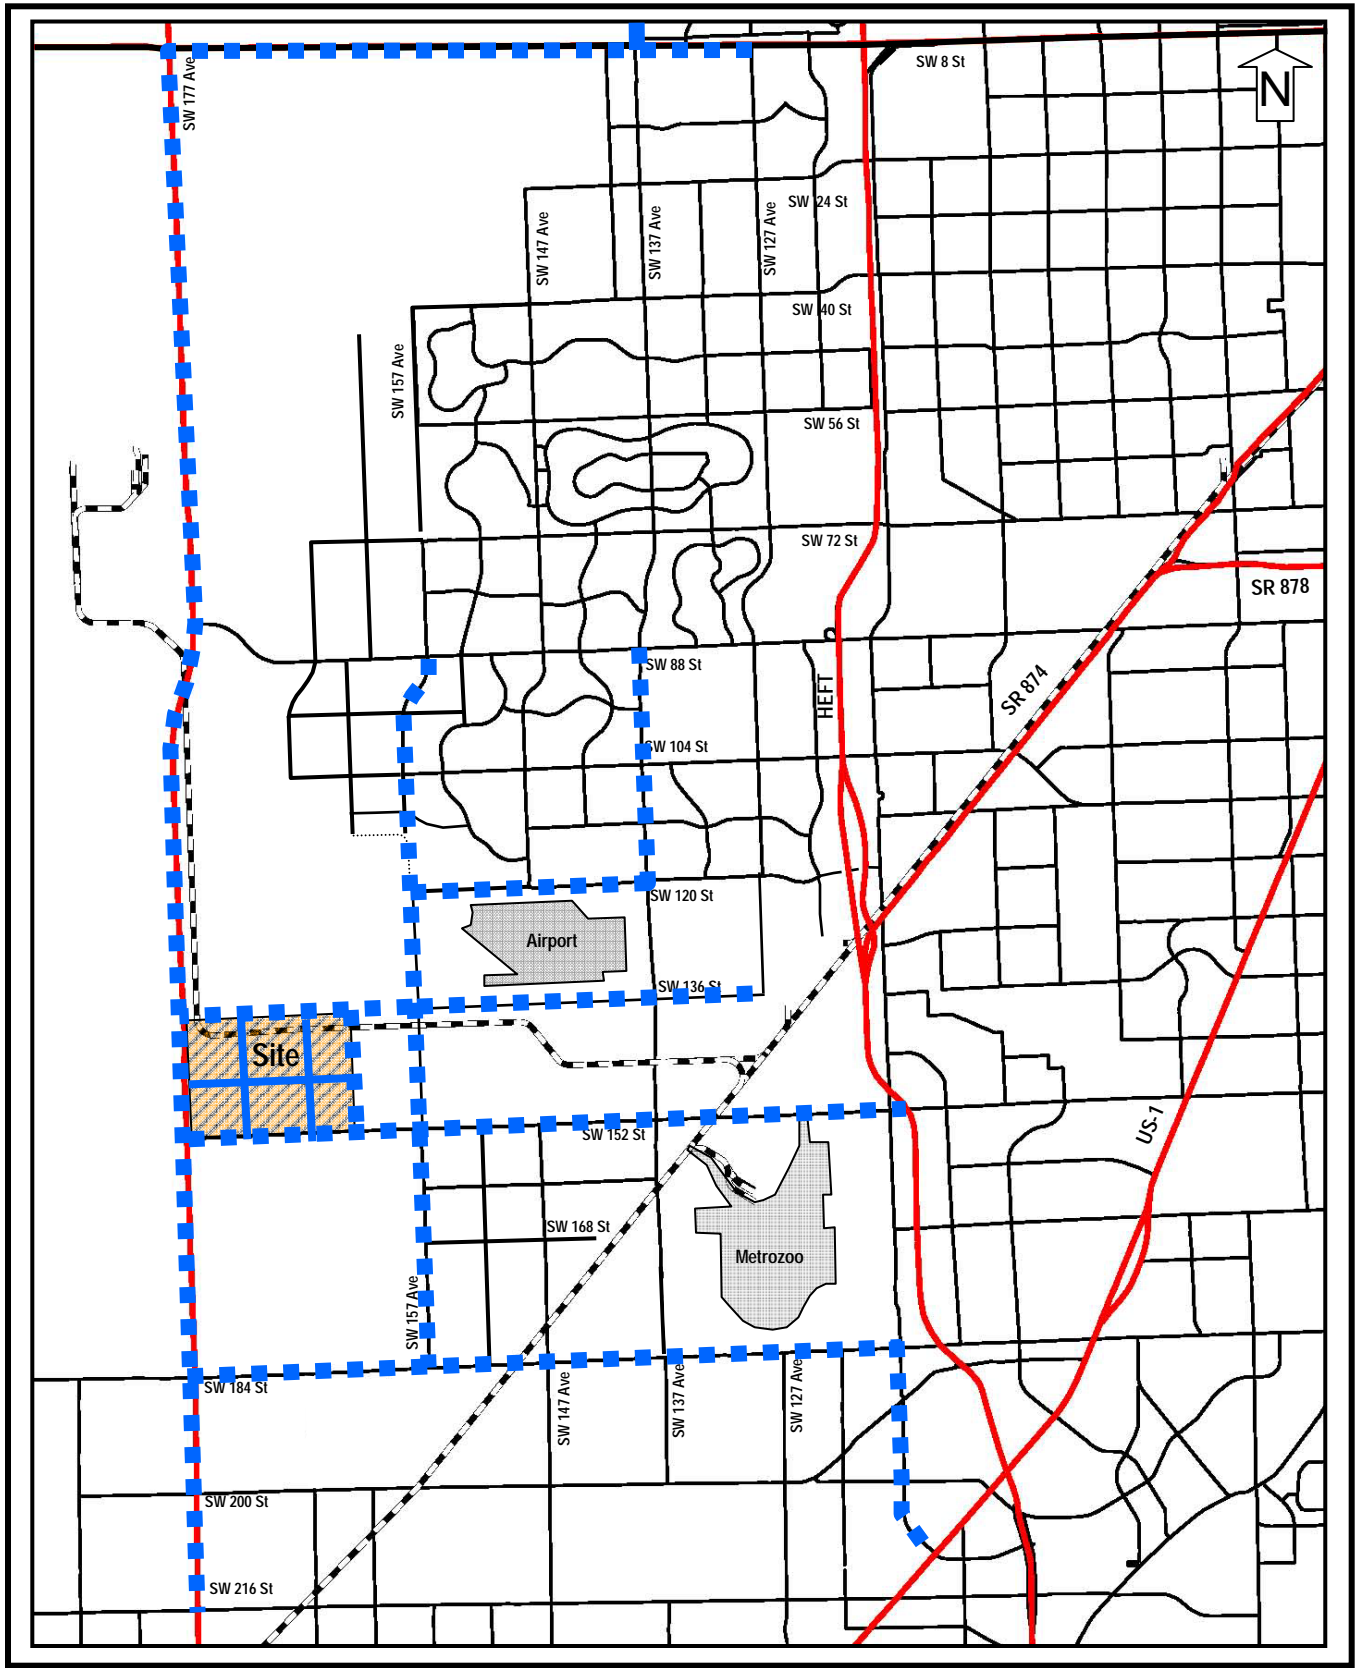 SW 8 St
N
SW 177 Ave
SW 24 St
SW 147 Ave
SW 137 Ave
SW 127 Ave
SW 40 St
SW 157 Ave
SW 56 St
SW 72 St
SR 878
SW 88 St
SR 874
HEFT
SW 104 St
SW 120 St
Airport
SW 136 St
Site
US-1
SW 152 St
SW 168 St
Metrozoo
SW 157 Ave
SW 184 St
SW 147 Ave
SW 137 Ave
SW 127 Ave
SW 200 St
SW 216 St